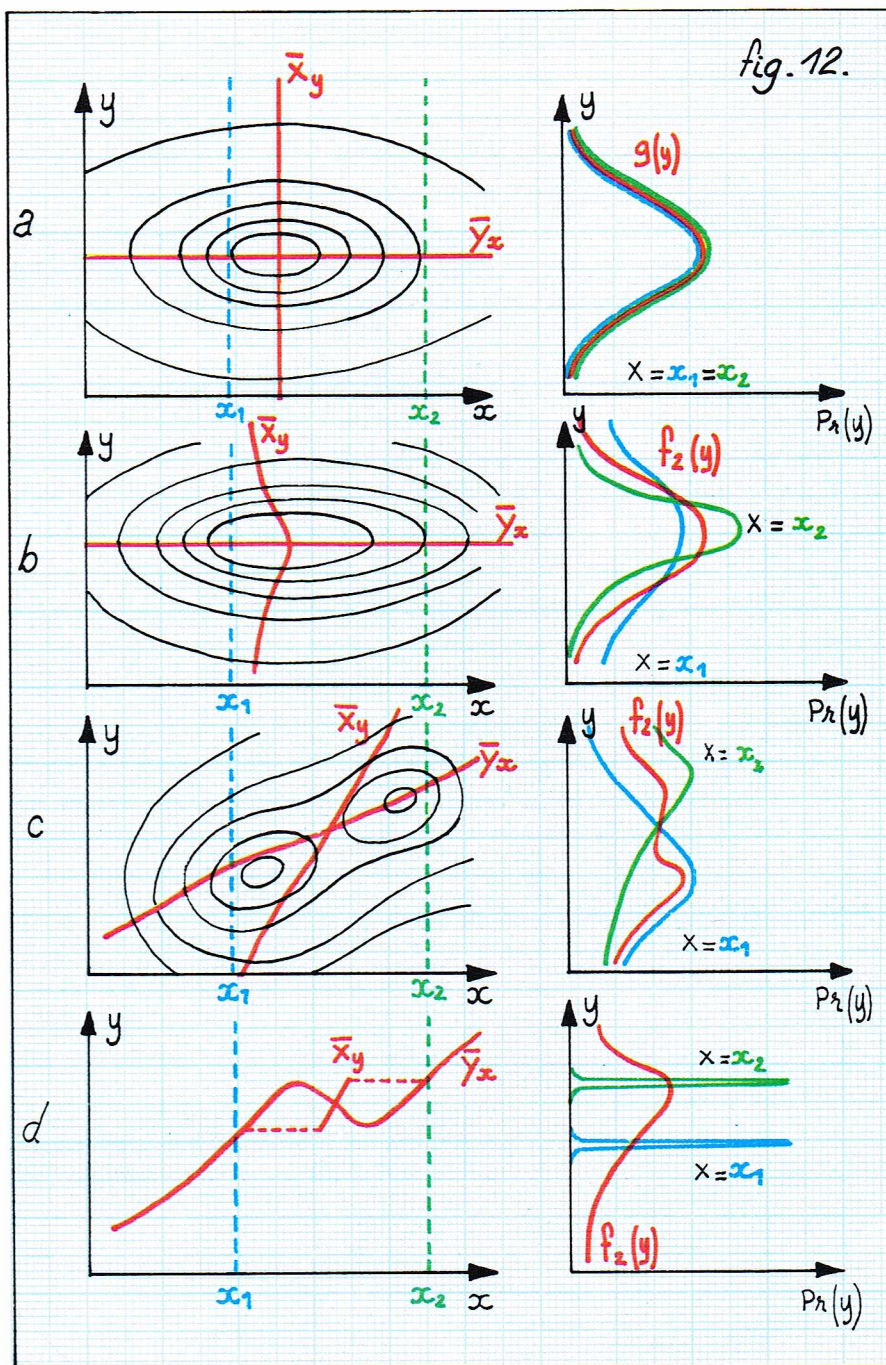 fig. 12.
a
y
X̄y
Ȳx
x₁
x₂
x
y
g(y)
X = x₁ = x₂
Pr(y)
b
y
X̄y
Ȳx
x₁
x₂
x
y
f₂(y)
X = x₂
X = x₁
Pr(y)
c
y
X̄y
Ȳx
x₁
x₂
x
y
f₂(y)
X = x₂
X = x₁
Pr(y)
d
y
X̄y
Ȳx
x₁
x₂
x
y
X = x₂
X = x₁
f₂(y)
Pr(y)